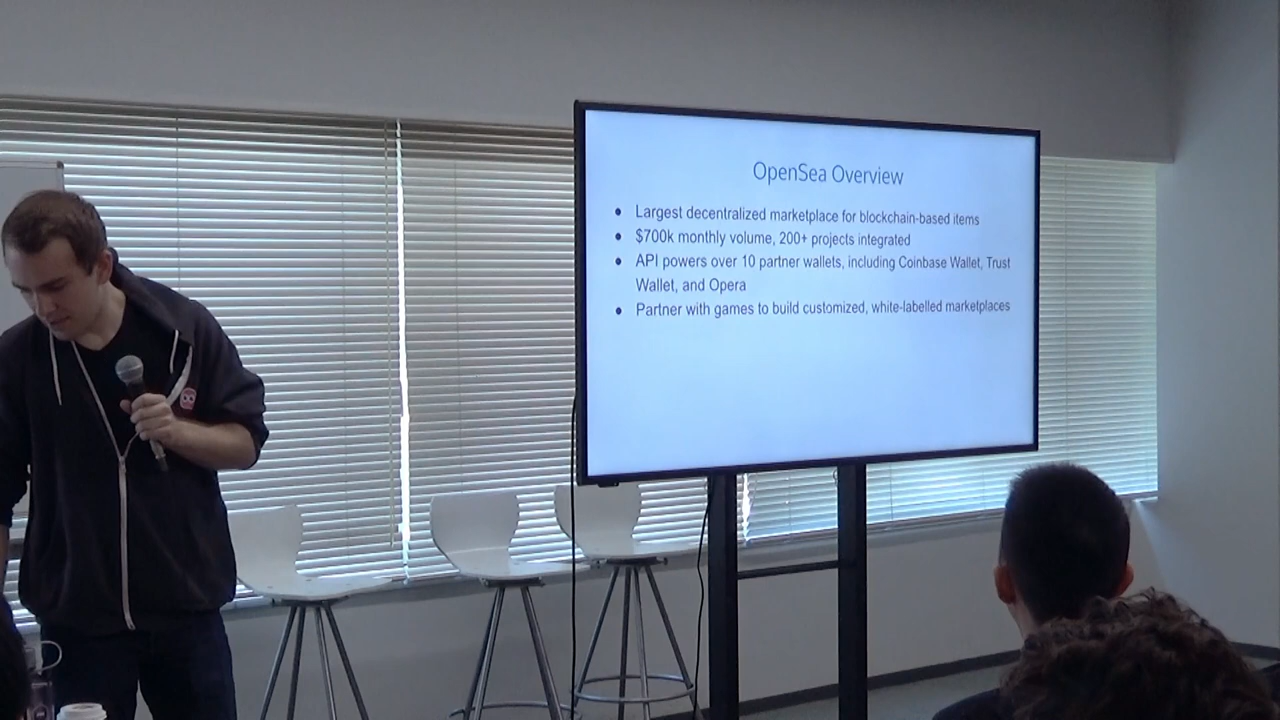 OpenSea Overview
● Largest decentralized marketplace for blockchain-based items
● $700k monthly volume, 200+ projects integrated
● API powers over 10 partner wallets, including Coinbase Wallet, Trust
Wallet, and Opera
● Partner with games to build customized, white-labelled marketplaces